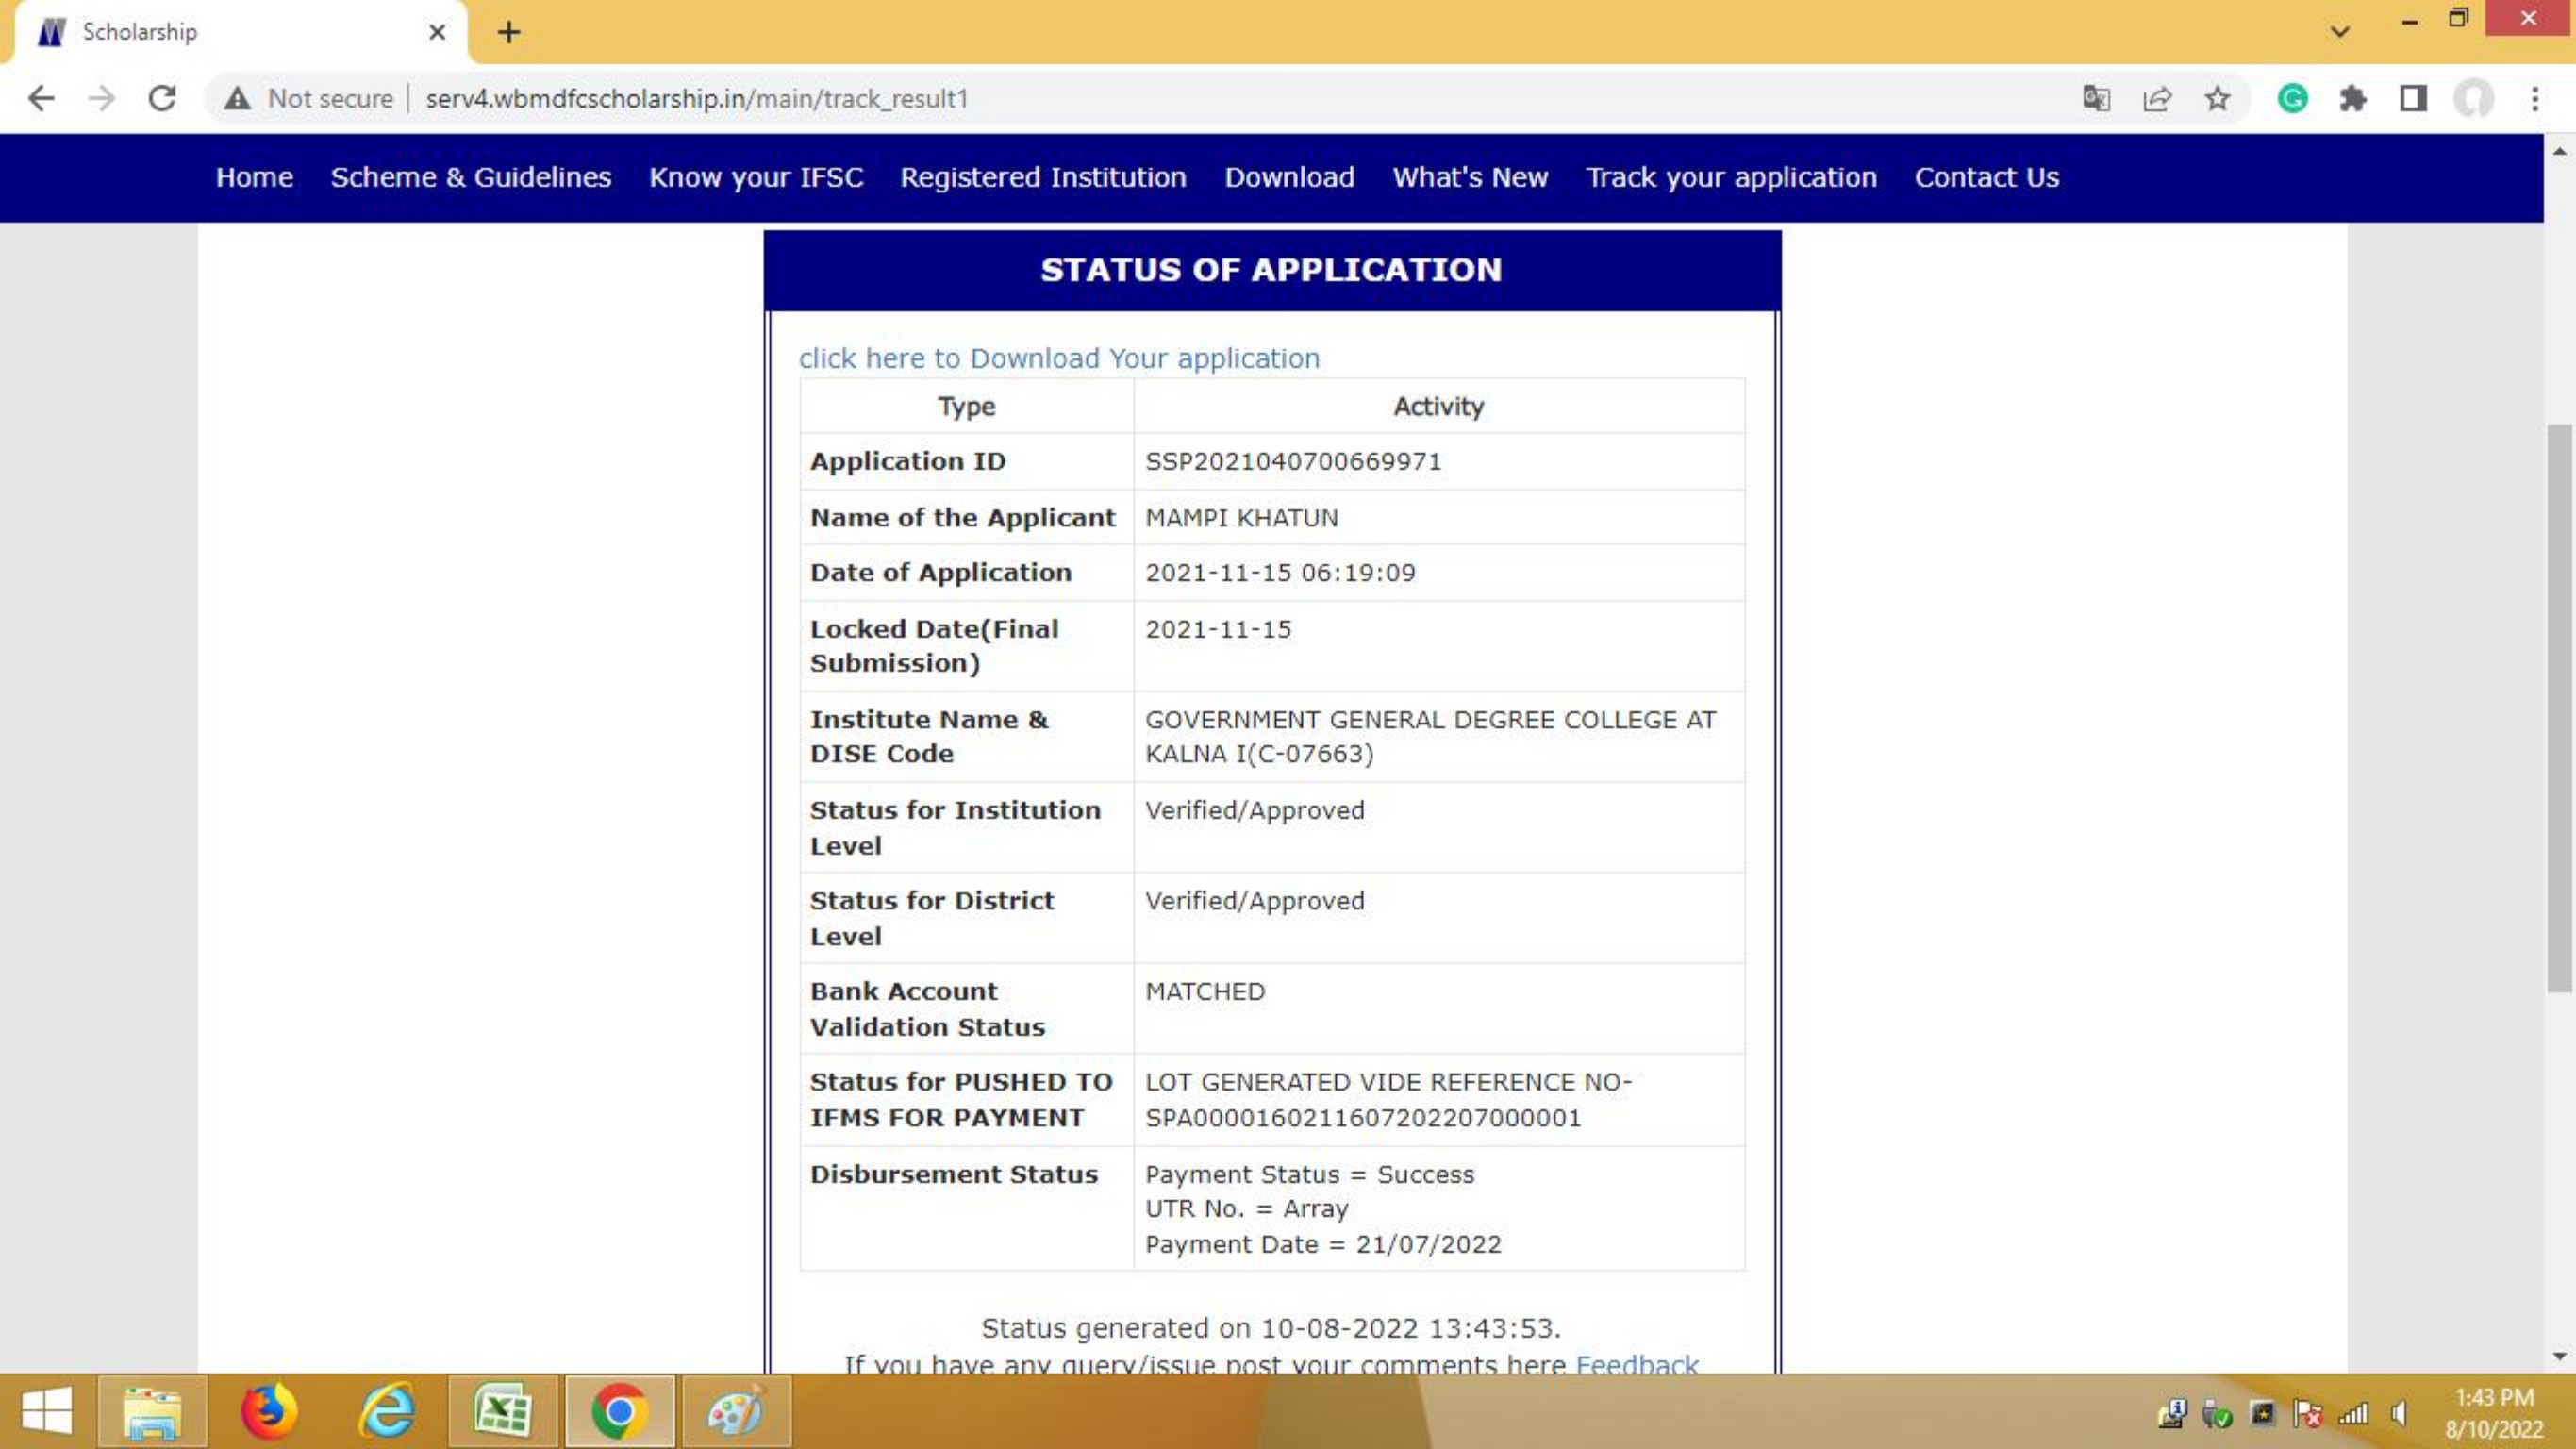 Scholarship
Not secure
serv4.wbmdfcscholarship.in/main/track_result1
Home Scheme & Guidelines Know your IFSC Registered Institution Download What's New Track your application Contact Us
STATUS OF APPLICATION
click here to Download Your application
Type Activity
Application ID SSP2021040700669971
Name of the Applicant MAMPI KHATUN
Date of Application 2021-11-15 06:19:09
Locked Date(Final 2021-11-15
Submission)
Institute Name & GOVERNMENT GENERAL DEGREE COLLEGE AT
DISE Code KALNA I(C-07663)
Status for Institution Verified/Approved
Level
Status for District Verified/Approved
Level
Bank Account MATCHED
Validation Status
Status for PUSHED TO LOT GENERATED VIDE REFERENCE NO-
IFMS FOR PAYMENT SPA00001602116072022070000​01
Disbursement Status Payment Status = Success
UTR No. = Array
Payment Date = 21/07/2022
Status generated on 10-08-2022 13:43:53.
If you have any query/issue post your comments here Feedback
1:43 PM
8/10/2022